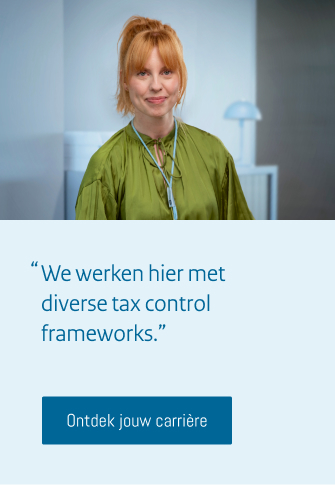 “We werken hier met
diverse tax control
frameworks.”
Ontdek jouw carrière